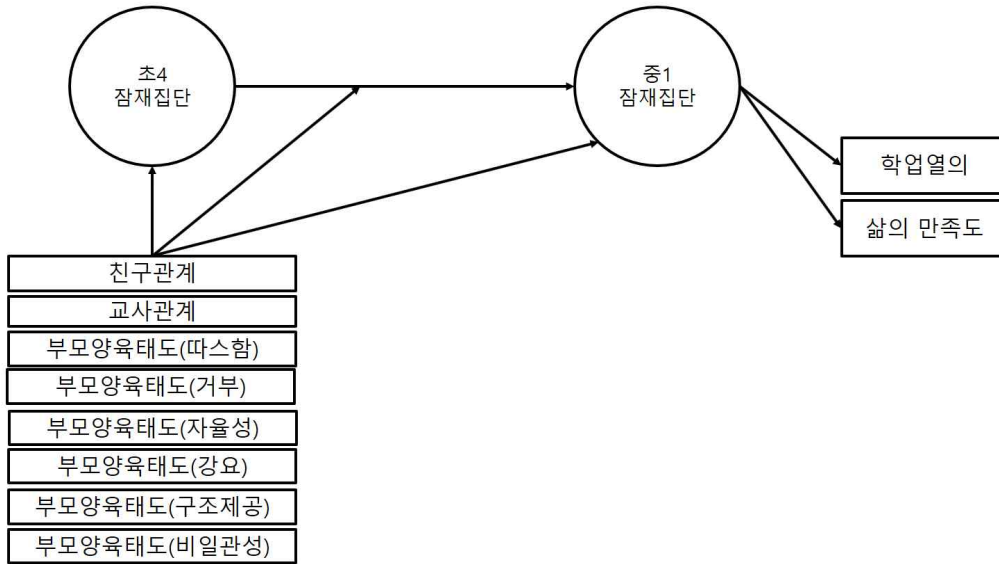 초4
잠재집단
중1
잠재집단
학업열의
삶의 만족도
친구관계
교사관계
부모양육태도(따스함)
부모양육태도(거부)
부모양육태도(자율성)
부모양육태도(강요)
부모양육태도(구조제공)
부모양육태도(비일관성)